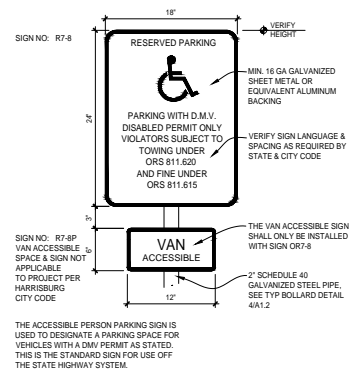 18"
SIGN NO: R7-8
VERIFY
HEIGHT
RESERVED PARKING
MIN. 16 GA GALVANIZED
SHEET METAL OR
EQUIVALENT ALUMINUM
BACKING
24"
PARKING WITH D.M.V.
DISABLED PERMIT ONLY
VIOLATORS SUBJECT TO
TOWING UNDER
ORS 811.620
AND FINE UNDER
ORS 811.615
VERIFY SIGN LANGUAGE &
SPACING AS REQUIRED BY
STATE & CITY CODE
3"
SIGN NO: R7-8P
VAN ACCESSIBLE
SPACE & SIGN NOT
APPLICABLE
TO PROJECT PER
HARRISBURG
CITY CODE
6"
VAN
ACCESSIBLE
THE VAN ACCESSIBLE SIGN
SHALL ONLY BE INSTALLED
WITH SIGN OR7-8
12"
2" SCHEDULE 40
GALVANIZED STEEL PIPE,
SEE TYP BOLLARD DETAIL
4/A1.2
THE ACCESSIBLE PERSON PARKING SIGN IS
USED TO DESIGNATE A PARKING SPACE FOR
VEHICLES WITH A DMV PERMIT AS STATED.
THIS IS THE STANDARD SIGN FOR USE OFF
THE STATE HIGHWAY SYSTEM.